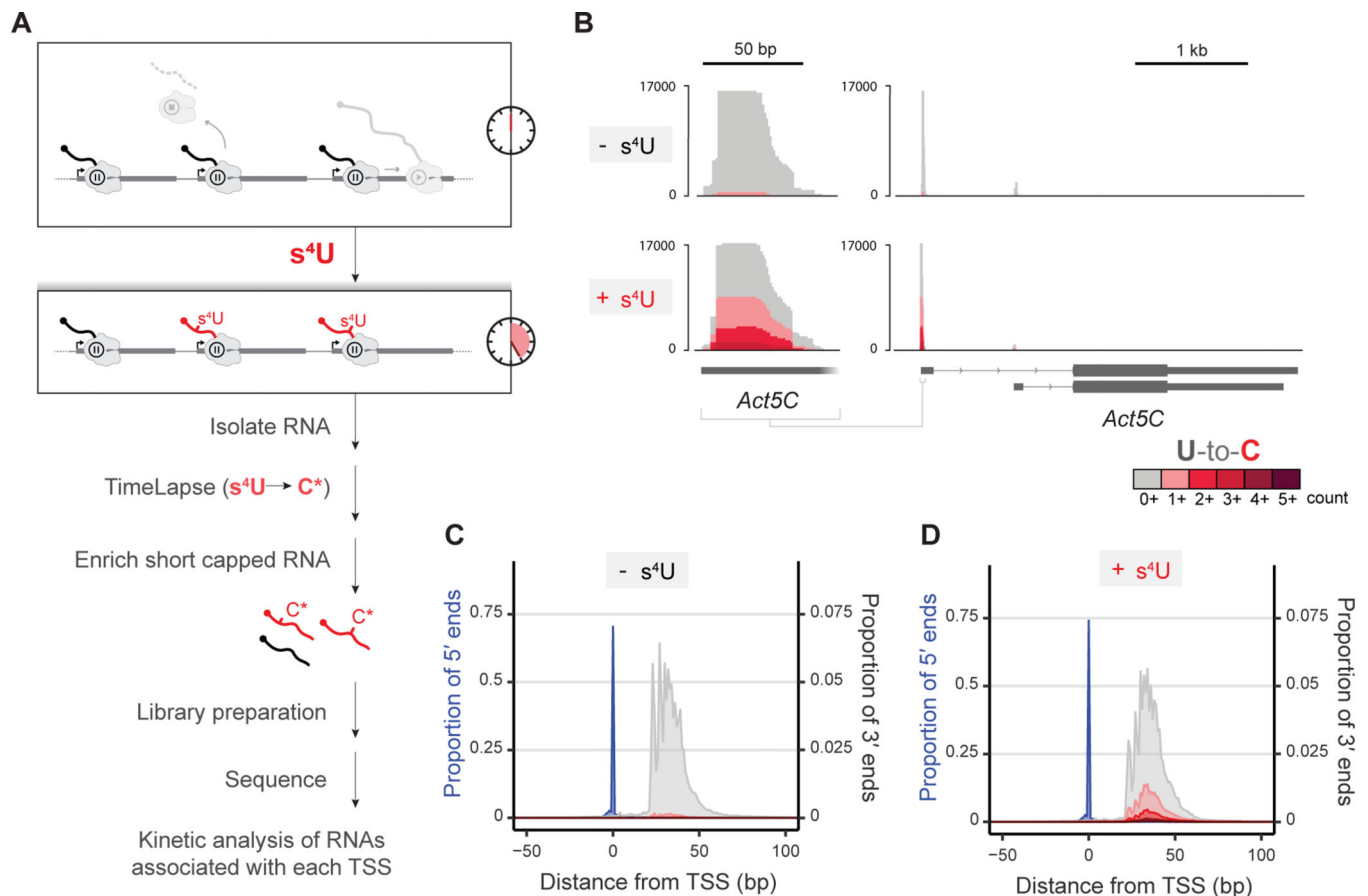 A
s⁴U
s⁴U
s⁴U
Isolate RNA
TimeLapse (s⁴U → C*)
Enrich short capped RNA
C*
C*
Library preparation
Sequence
Kinetic analysis of RNAs
associated with each TSS
B
50 bp
1 kb
17000
17000
- s⁴U
0
0
17000
17000
+ s⁴U
0
0
Act5C
Act5C
U-to-C
0+ 1+ 2+ 3+ 4+ 5+ count
C
- s⁴U
Proportion of 5′ ends
0.75
0.5
0.25
0
Proportion of 3′ ends
0.075
0.05
0.025
0
−50 0 50 100
Distance from TSS (bp)
D
+ s⁴U
Proportion of 5′ ends
0.75
0.5
0.25
0
Proportion of 3′ ends
0.075
0.05
0.025
0
−50 0 50 100
Distance from TSS (bp)